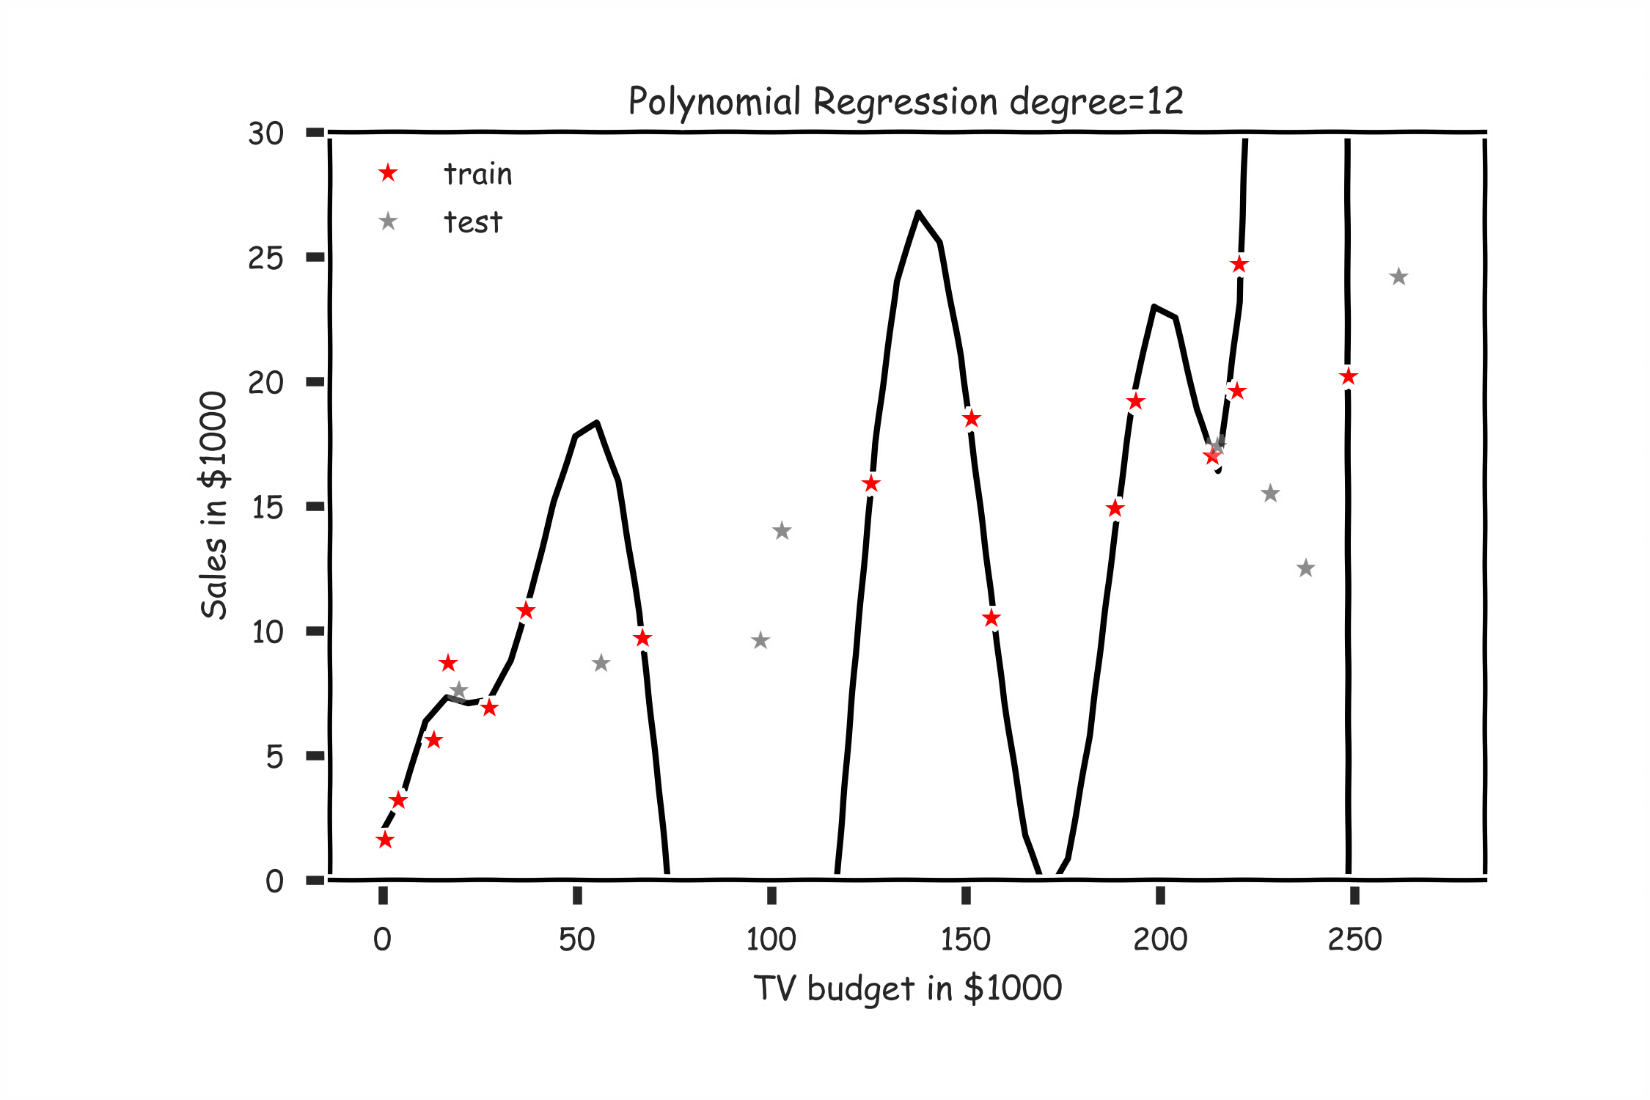 Polynomial Regression degree=12
30
25
20
15
10
5
0
train
test
Sales in $1000
0 50 100 150 200 250
TV budget in $1000